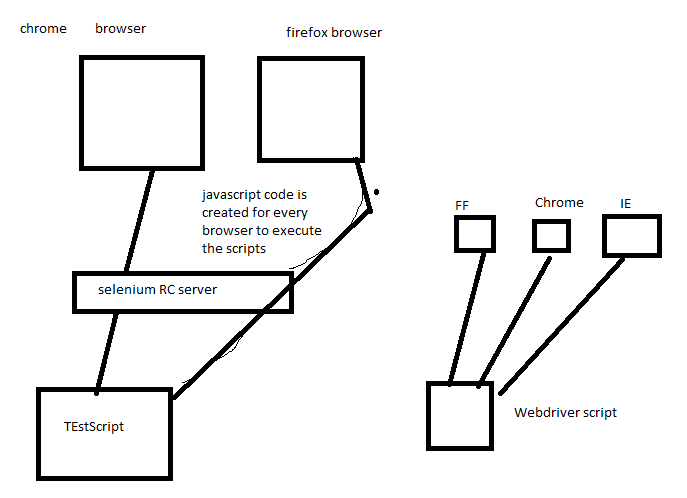 chrome browser
firefox browser
javascript code is
created for every
browser to execute
the scripts
selenium RC server
TEstScript
FF
Chrome
IE
Webdriver script